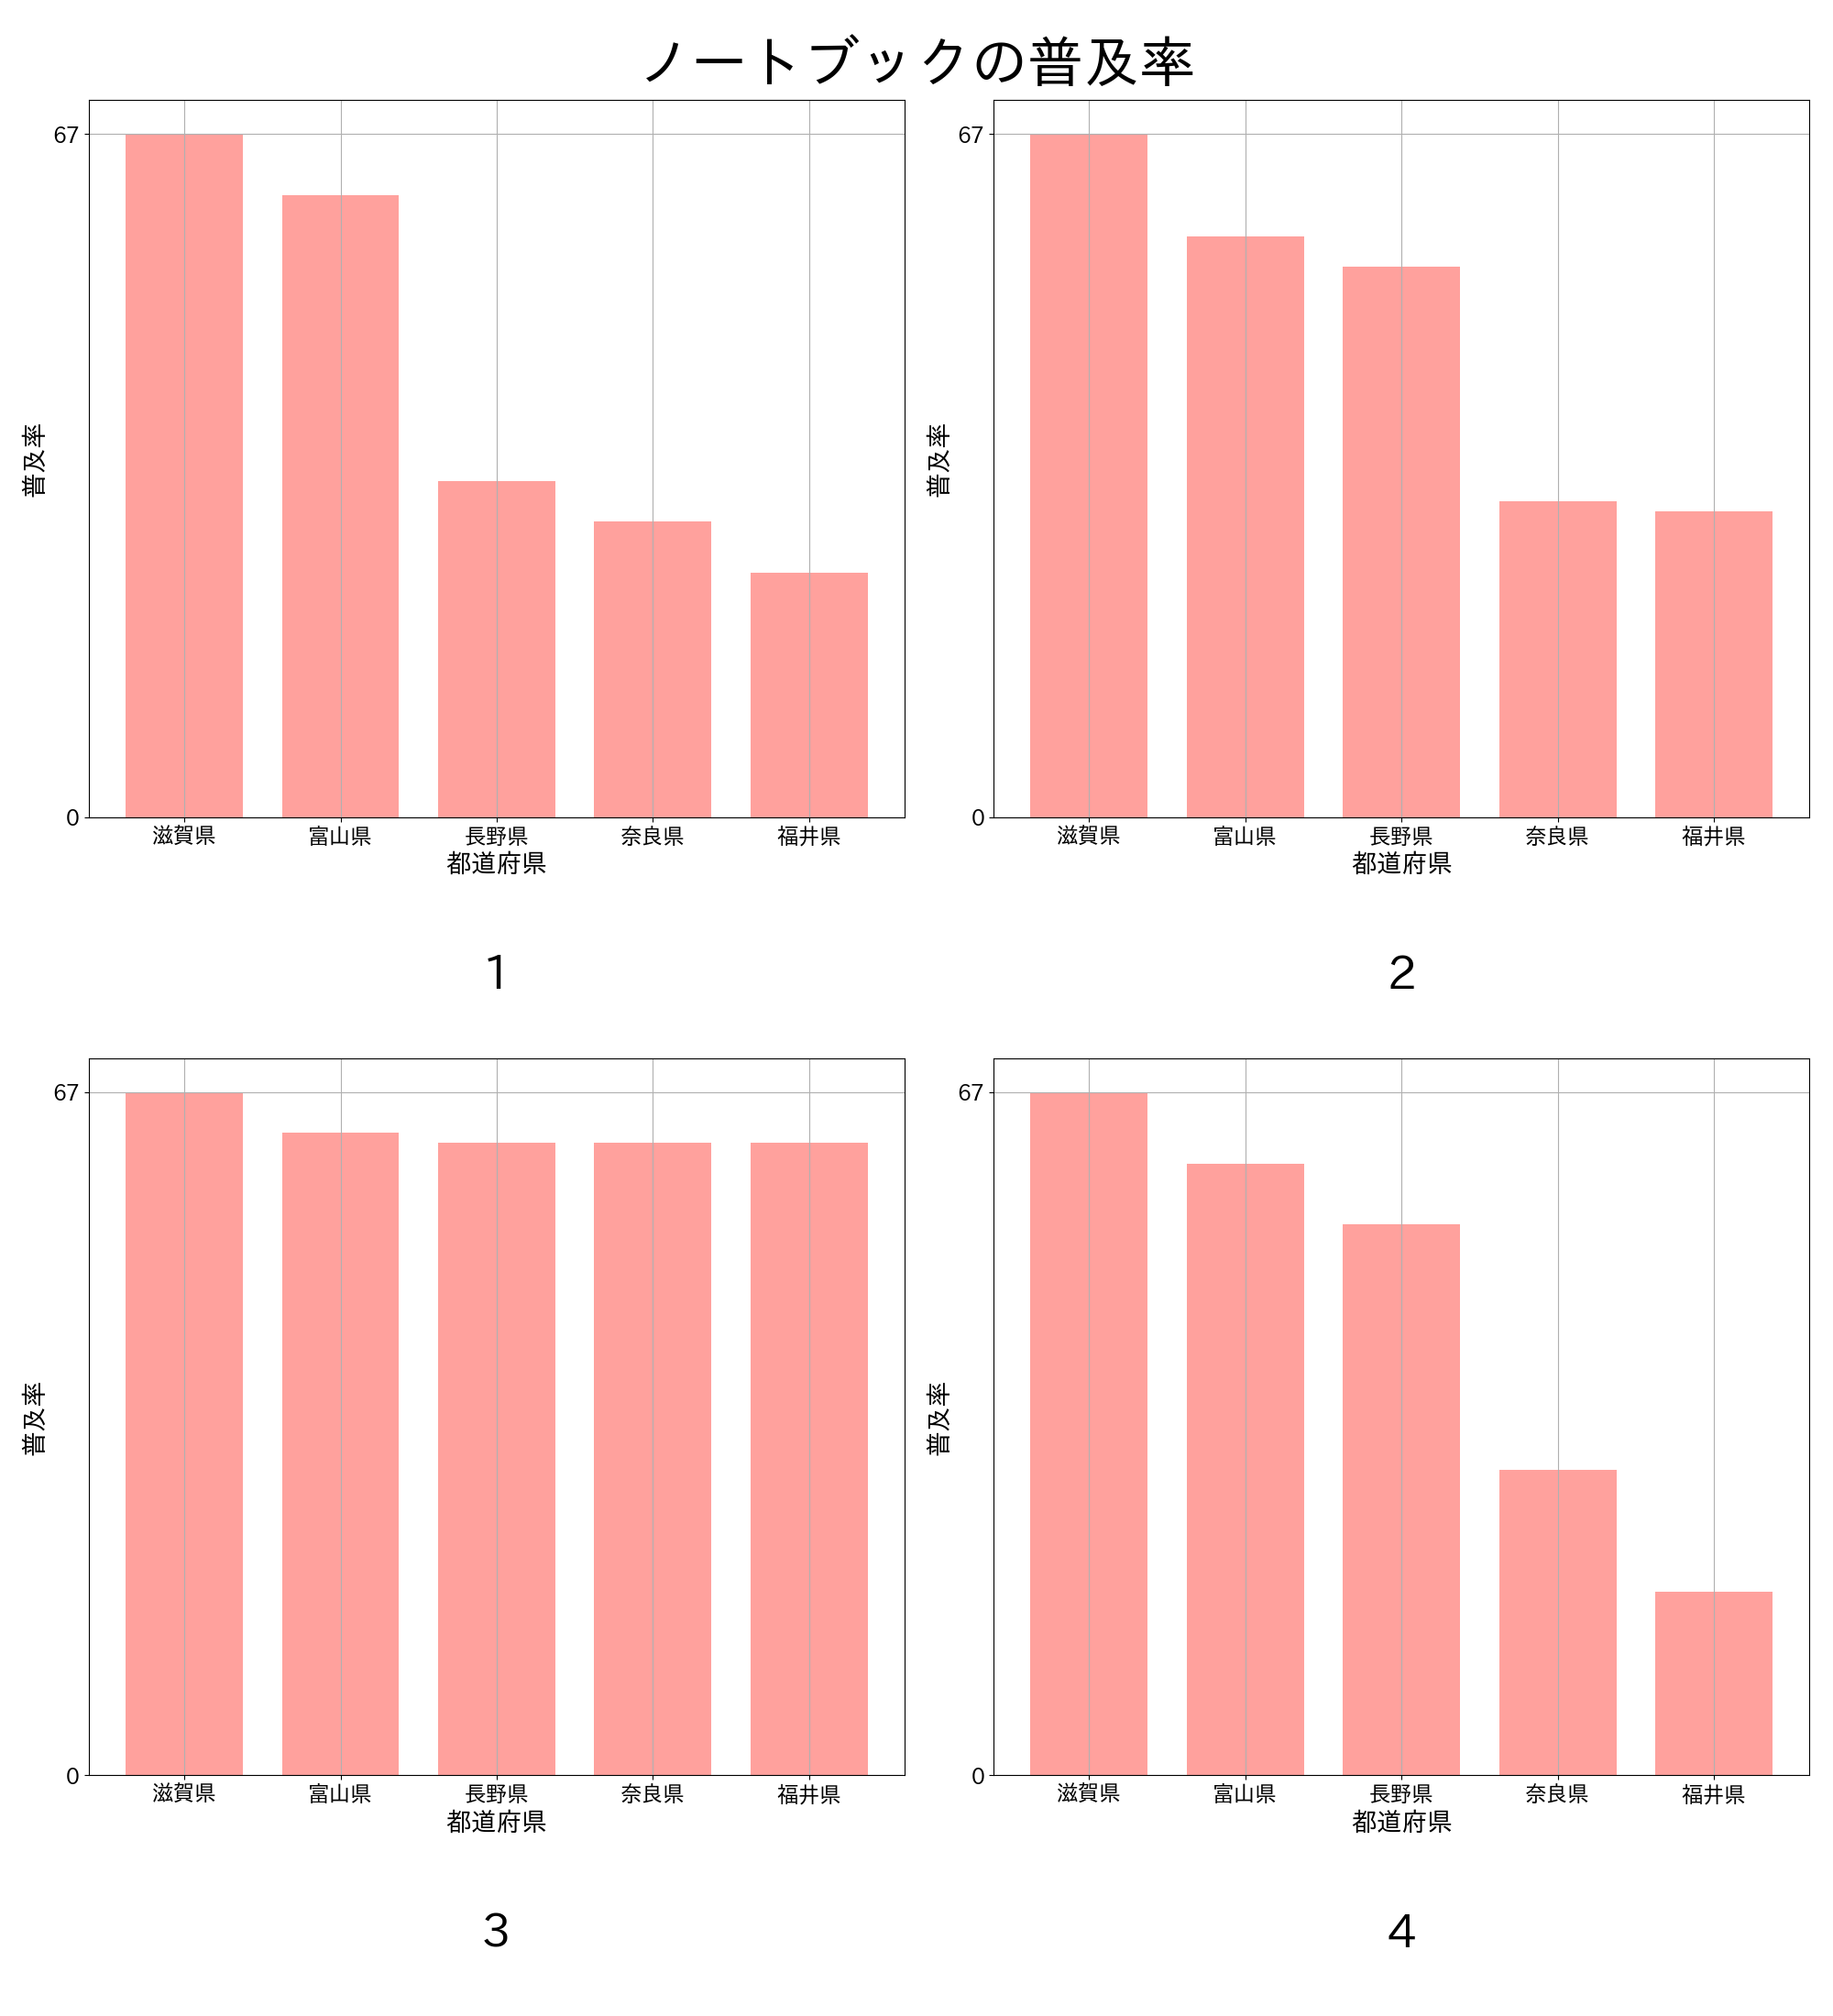 ノートブックの普及率
67
0
普及率
滋賀県 富山県 長野県 奈良県 福井県
都道府県
1
67
0
普及率
滋賀県 富山県 長野県 奈良県 福井県
都道府県
2
67
0
普及率
滋賀県 富山県 長野県 奈良県 福井県
都道府県
3
67
0
普及率
滋賀県 富山県 長野県 奈良県 福井県
都道府県
4